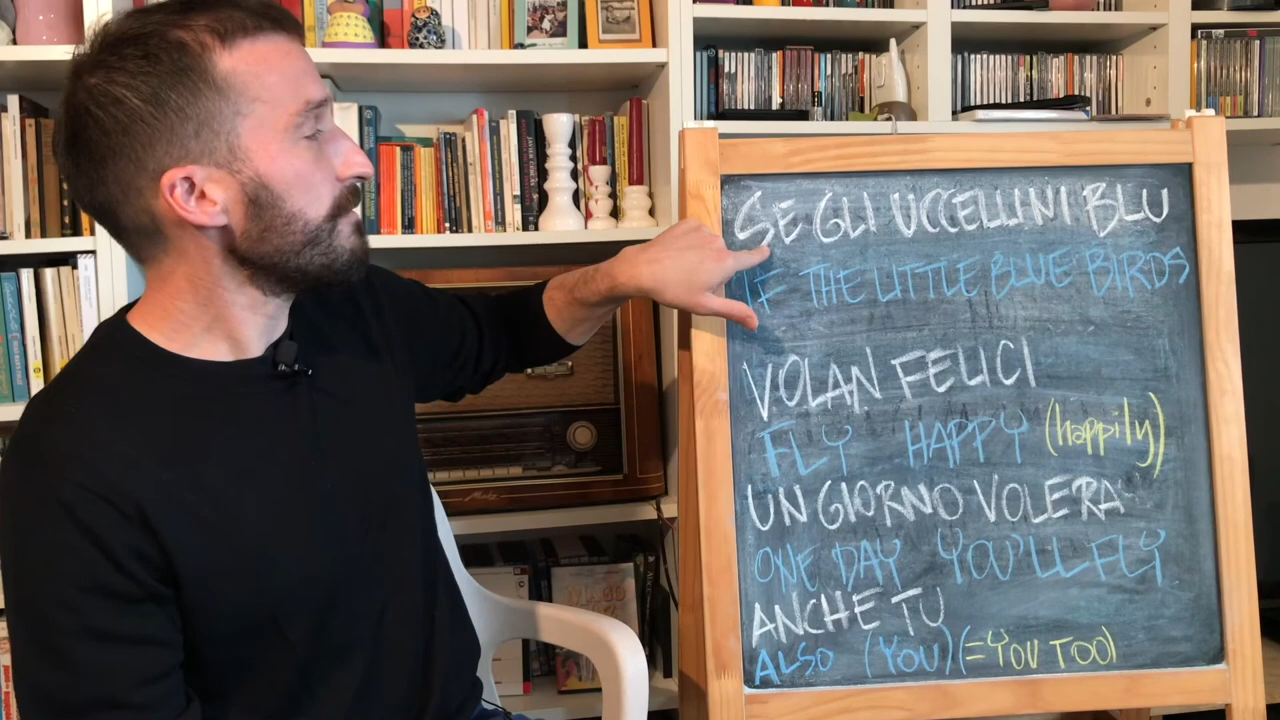 SE GLI UCCELLINI BLU
IF THE LITTLE BLUE BIRDS
VOLAN FELICI
FLY HAPPY (happily)
UN GIORNO VOLERA'
ONE DAY YOU'LL FLY
ANCHE TU
ALSO (YOU) (=YOU TOO)
Metz